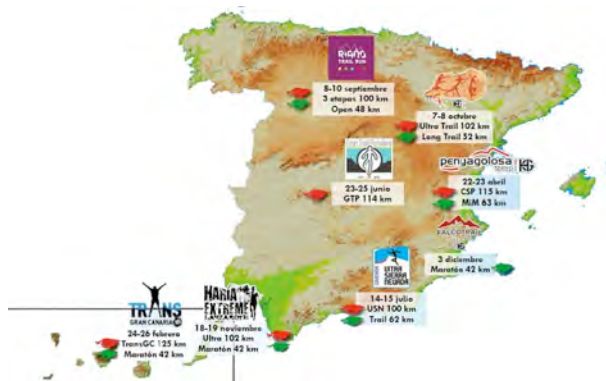 RIAÑO
TRAIL RUN
8-10 septiembre
3 etapas 100 km
Open 48 km
7-8 octubre
Ultra Trail 102 km
Long Trail 52 km
23-25 junio
GTP 114 km
penyagolosa
HG
22-23 abril
CSP 115 km
MiM 63 km
FALCOTRAIL
HG
3 diciembre
Maratón 42 km
ULTRA
SIERRA
NEVADA
14-15 julio
USN 100 km
Trail 62 km
TRANS
GRAN CANARIA
24-26 febrero
TransGC 125 km
Maratón 42 km
HARIA
EXTREME
18-19 noviembre
Ultra 102 km
Maratón 42 km